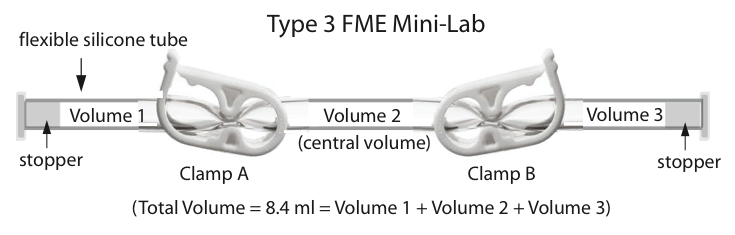 Type 3 FME Mini-Lab
flexible silicone tube
Volume 1
Volume 2
Volume 3
(central volume)
stopper
stopper
Clamp A
Clamp B
(Total Volume = 8.4 ml = Volume 1 + Volume 2 + Volume 3)